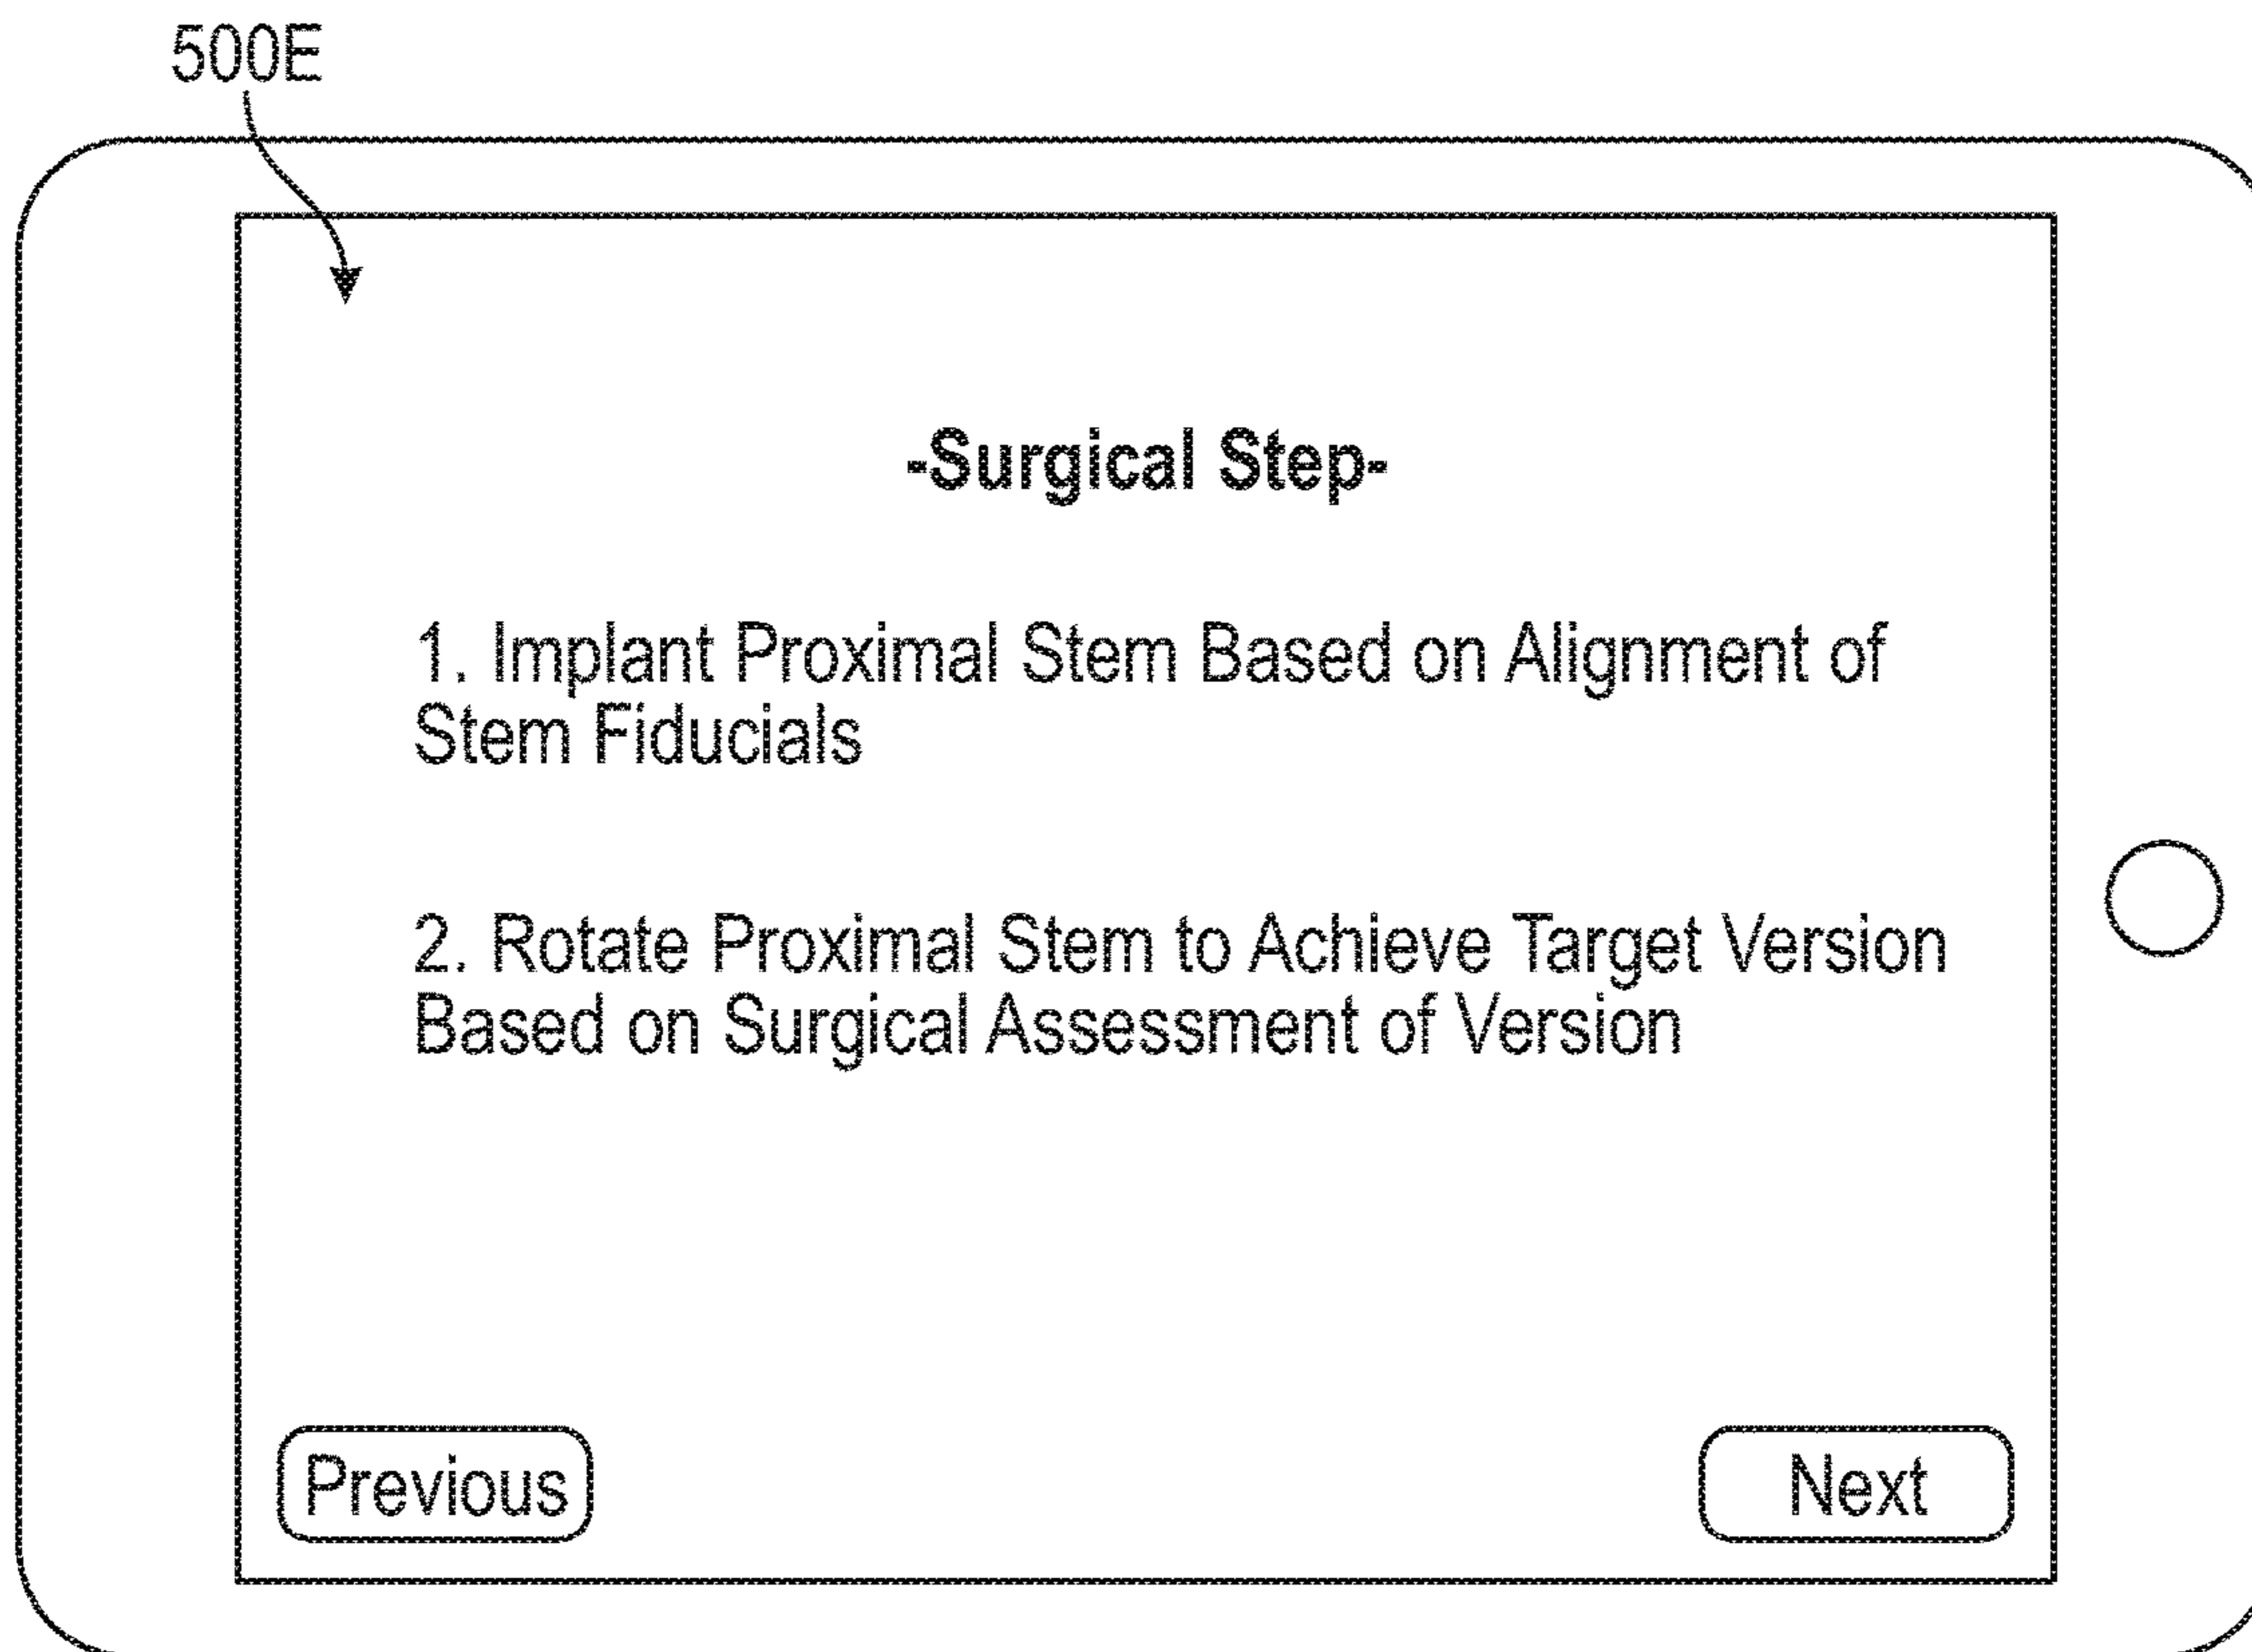 500E
-Surgical Step-
1. Implant Proximal Stem Based on Alignment of
Stem Fiducials
2. Rotate Proximal Stem to Achieve Target Version
Based on Surgical Assessment of Version
Previous
Next